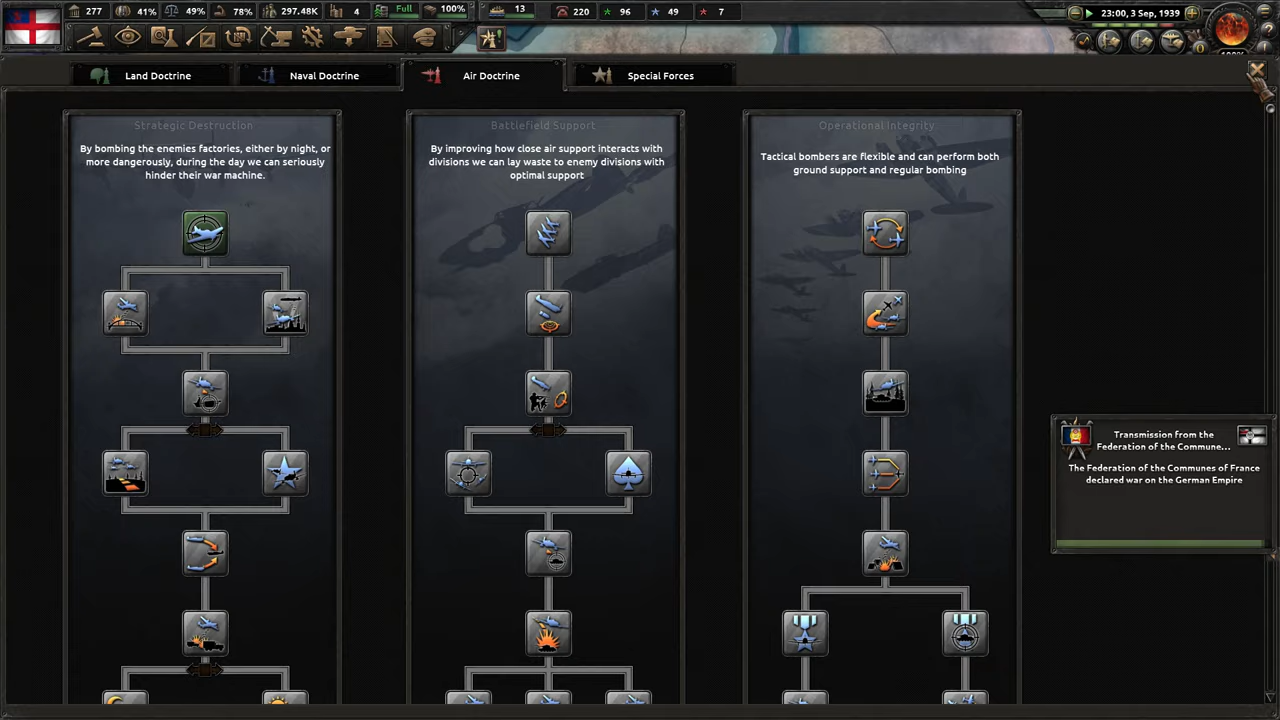 277
41%
49%
78%
297.48K
4
Full
100%
13
220
96
49
7
23:00, 3 Sep, 1939
0
Land Doctrine
Naval Doctrine
Air Doctrine
Special Forces
Strategic Destruction
By bombing the enemies factories, either by night, or
more dangerously, during the day we can seriously
hinder their war machine.
Battlefield Support
By improving how close air support interacts with
divisions we can lay waste to enemy divisions with
optimal support
Operational Integrity
Tactical bombers are flexible and can perform both
ground support and regular bombing
Transmission from the
Federation of the Commune...
The Federation of the Communes of France
declared war on the German Empire